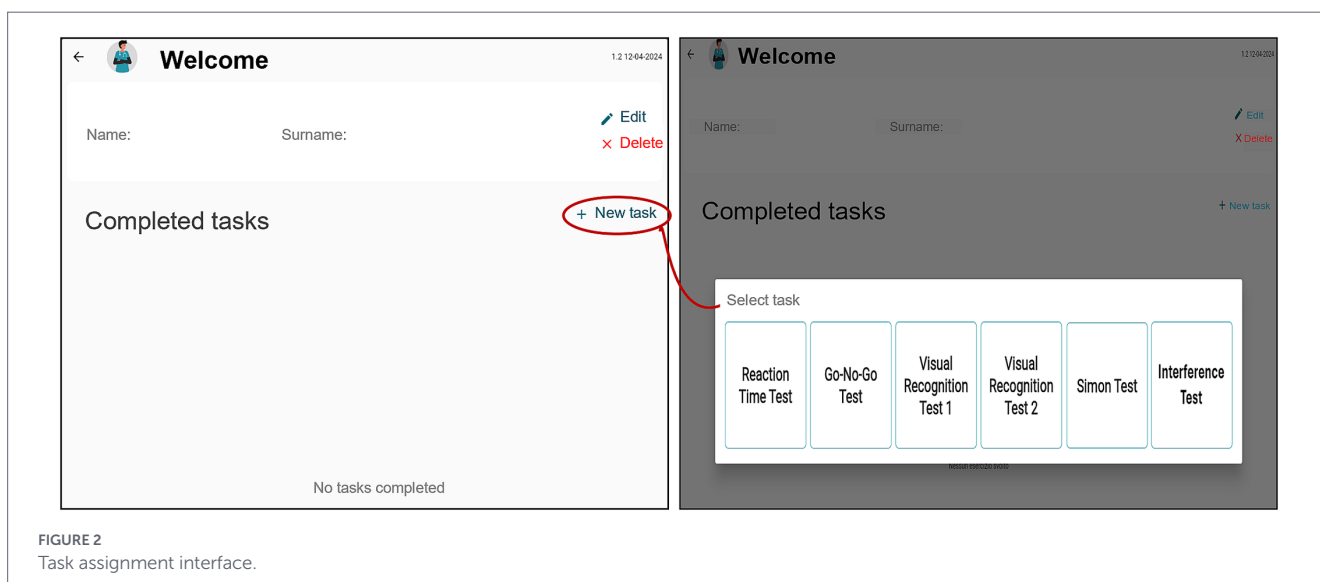 Welcome
1.2 12-04-2024
Name:
Surname:
Edit
Delete
Completed tasks
+ New task
No tasks completed
Welcome
1.2 12-04-2024
Name:
Surname:
Edit
X Delete
Completed tasks
+ New task
Select task
Reaction
Time Test
Go-No-Go
Test
Visual
Recognition
Test 1
Visual
Recognition
Test 2
Simon Test
Interference
Test
Nessun esercizio svolto
FIGURE 2
Task assignment interface.